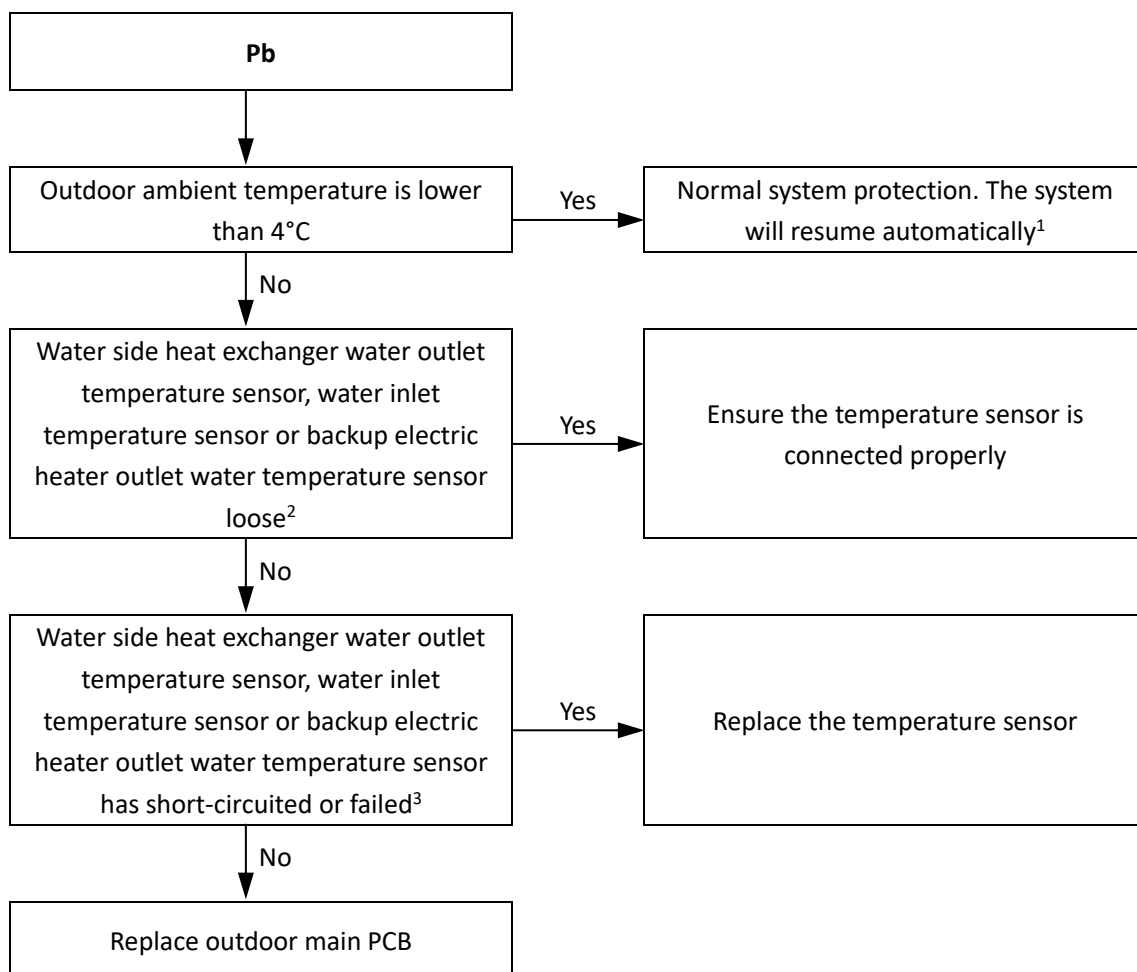 Pb
Outdoor ambient temperature is lower
than 4°C
Yes
Normal system protection. The system
will resume automatically1
No
Water side heat exchanger water outlet
temperature sensor, water inlet
temperature sensor or backup electric
heater outlet water temperature sensor
loose2
Yes
Ensure the temperature sensor is
connected properly
No
Water side heat exchanger water outlet
temperature sensor, water inlet
temperature sensor or backup electric
heater outlet water temperature sensor
has short-circuited or failed3
Yes
Replace the temperature sensor
No
Replace outdoor main PCB